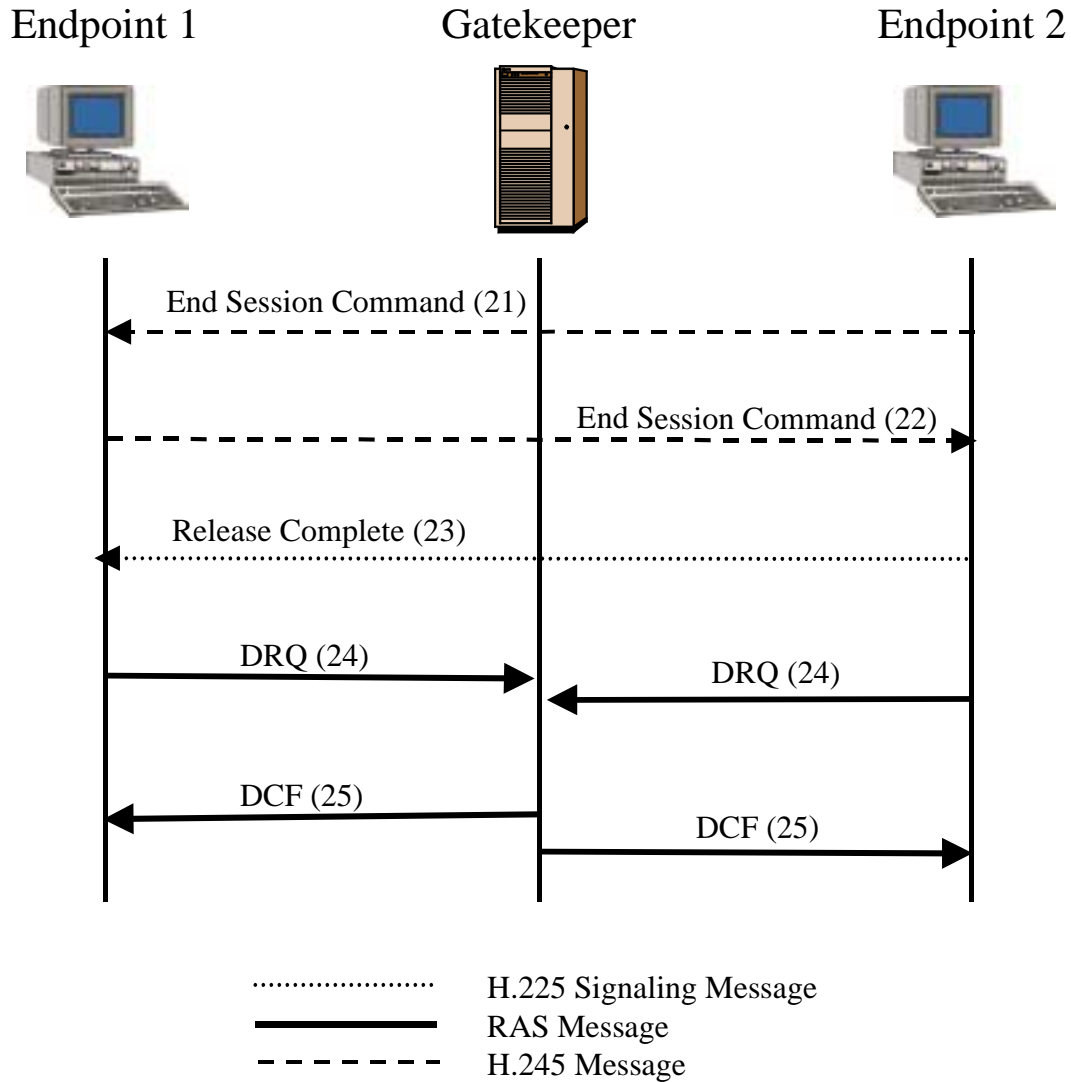 Endpoint 1
Gatekeeper
Endpoint 2
End Session Command (21)
End Session Command (22)
Release Complete (23)
DRQ (24)
DRQ (24)
DCF (25)
DCF (25)
H.225 Signaling Message
RAS Message
H.245 Message